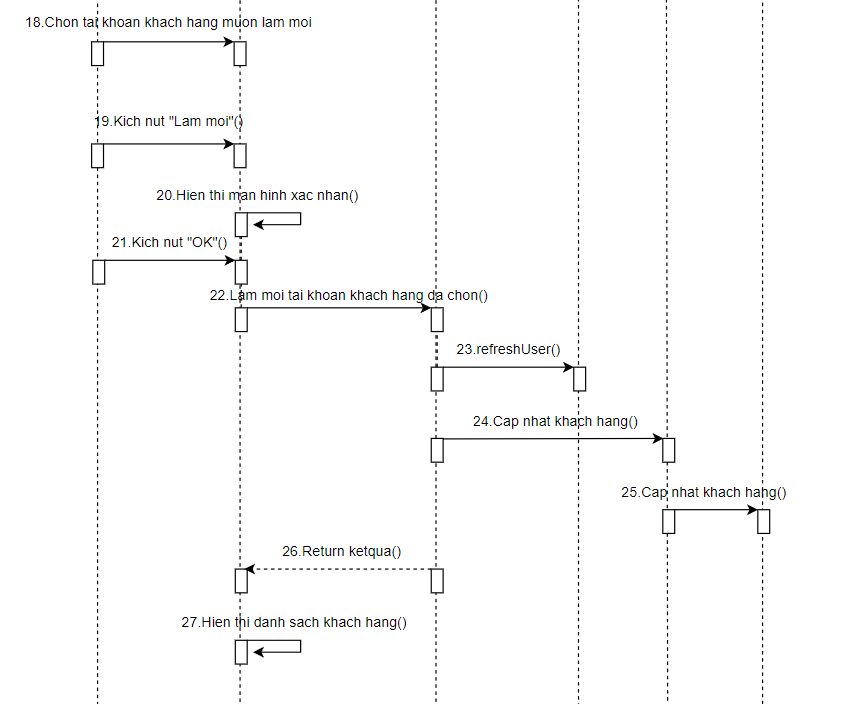 18.Chon tai khoan khach hang muon lam moi
19.Kich nut "Lam moi"()
20.Hien thi man hinh xac nhan()
21.Kich nut "OK"()
22.Lam moi tai khoan khach hang da chon()
23.refreshUser()
24.Cap nhat khach hang()
25.Cap nhat khach hang()
26.Return ketqua()
27.Hien thi danh sach khach hang()